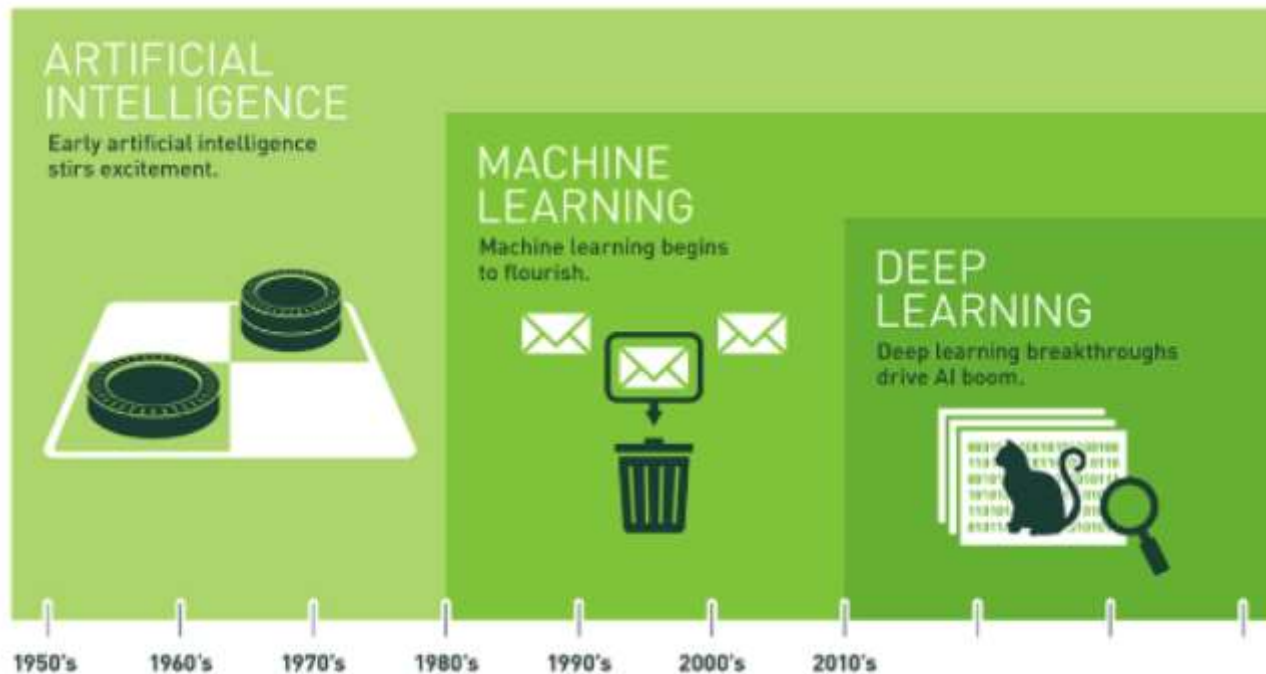 ARTIFICIAL
INTELLIGENCE
Early artificial intelligence
stirs excitement.
MACHINE
LEARNING
Machine learning begins
to flourish.
DEEP
LEARNING
Deep learning breakthroughs
drive AI boom.
1950's 1960's 1970's 1980's 1990's 2000's 2010's